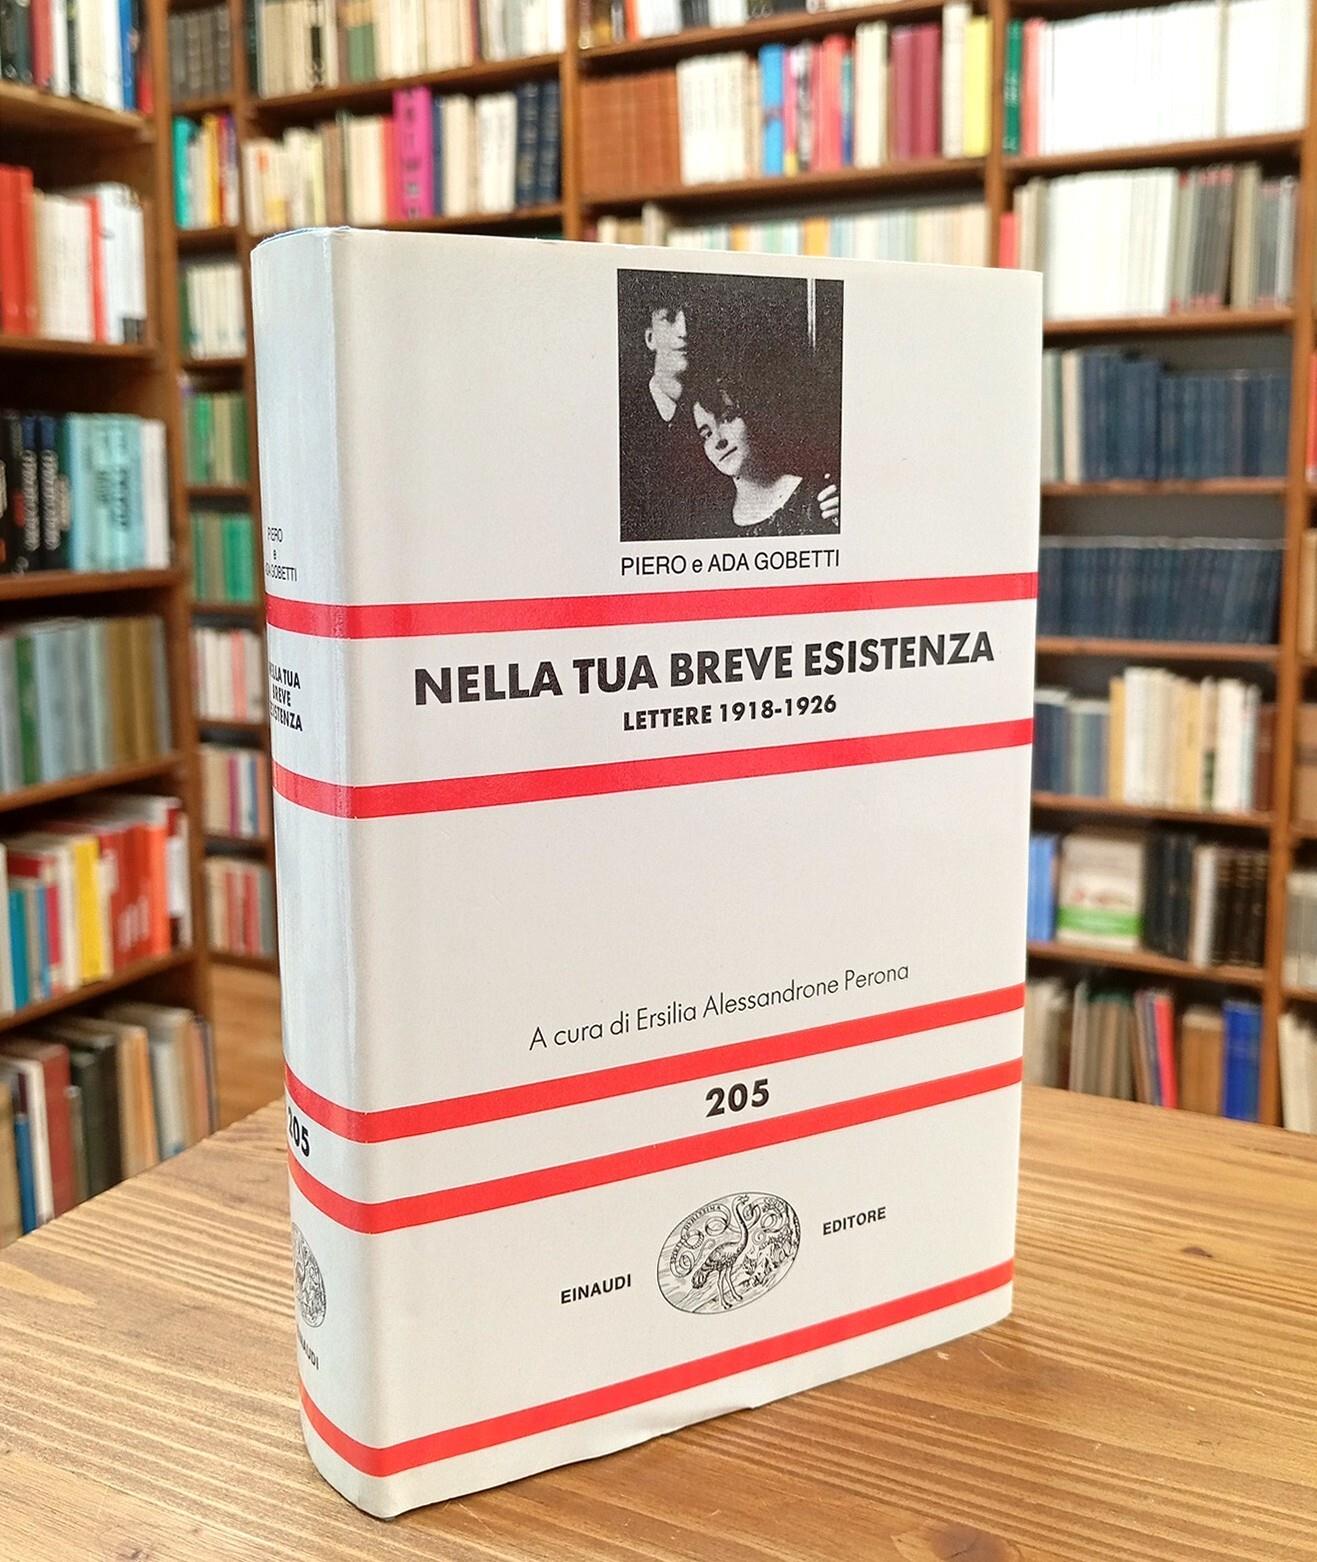 PIERO e ADA GOBETTI
NELLA TUA BREVE ESISTENZA
LETTERE 1918-1926
A cura di Ersilia Alessandrone Perona
205
EINAUDI
EDITORE
PIERO
e
ADA GOBETTI
NELLA TUA
BREVE
ESISTENZA
205
EINAUDI